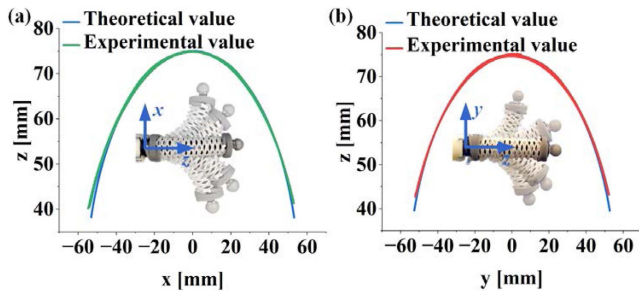 (a)
Theoretical value
Experimental value
80
70
60
50
40
z [mm]
x
z
−60 −40 −20 0 20 40 60
x [mm]
(b)
Theoretical value
Experimental value
80
70
60
50
40
z [mm]
y
z
−60 −40 −20 0 20 40 60
y [mm]